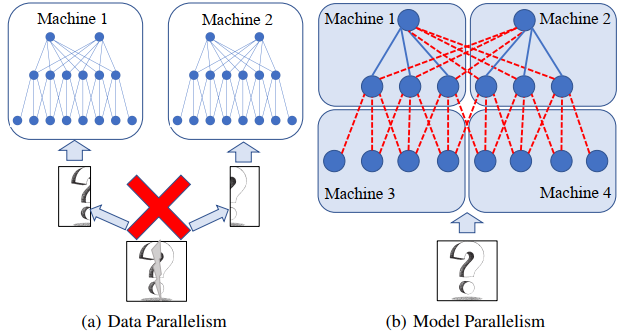 Machine 1
Machine 2
Machine 1
Machine 2
Machine 3
Machine 4
(a) Data Parallelism
(b) Model Parallelism